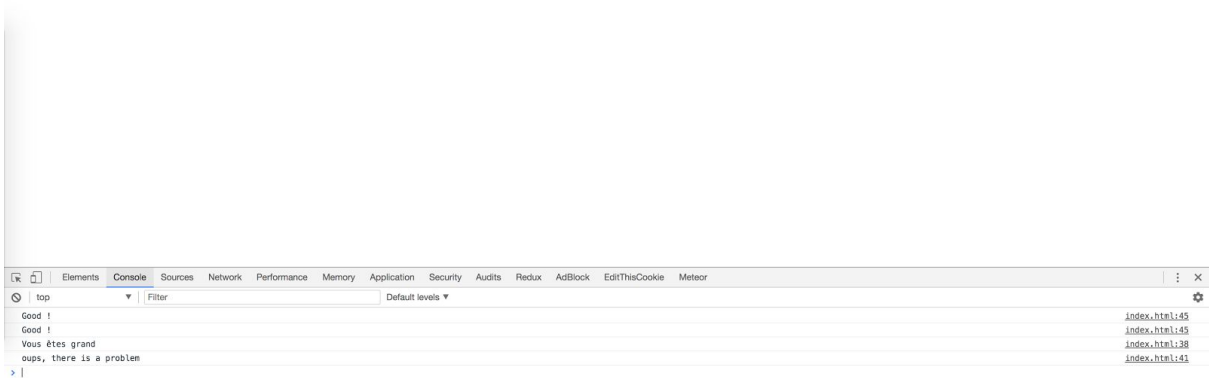 Elements Console Sources Network Performance Memory Application Security Audits Redux AdBlock EditThisCookie Meteor
top ▼ Filter Default levels ▼
Good ! index.html:45
Good ! index.html:45
Vous êtes grand index.html:38
oups, there is a problem index.html:41
>